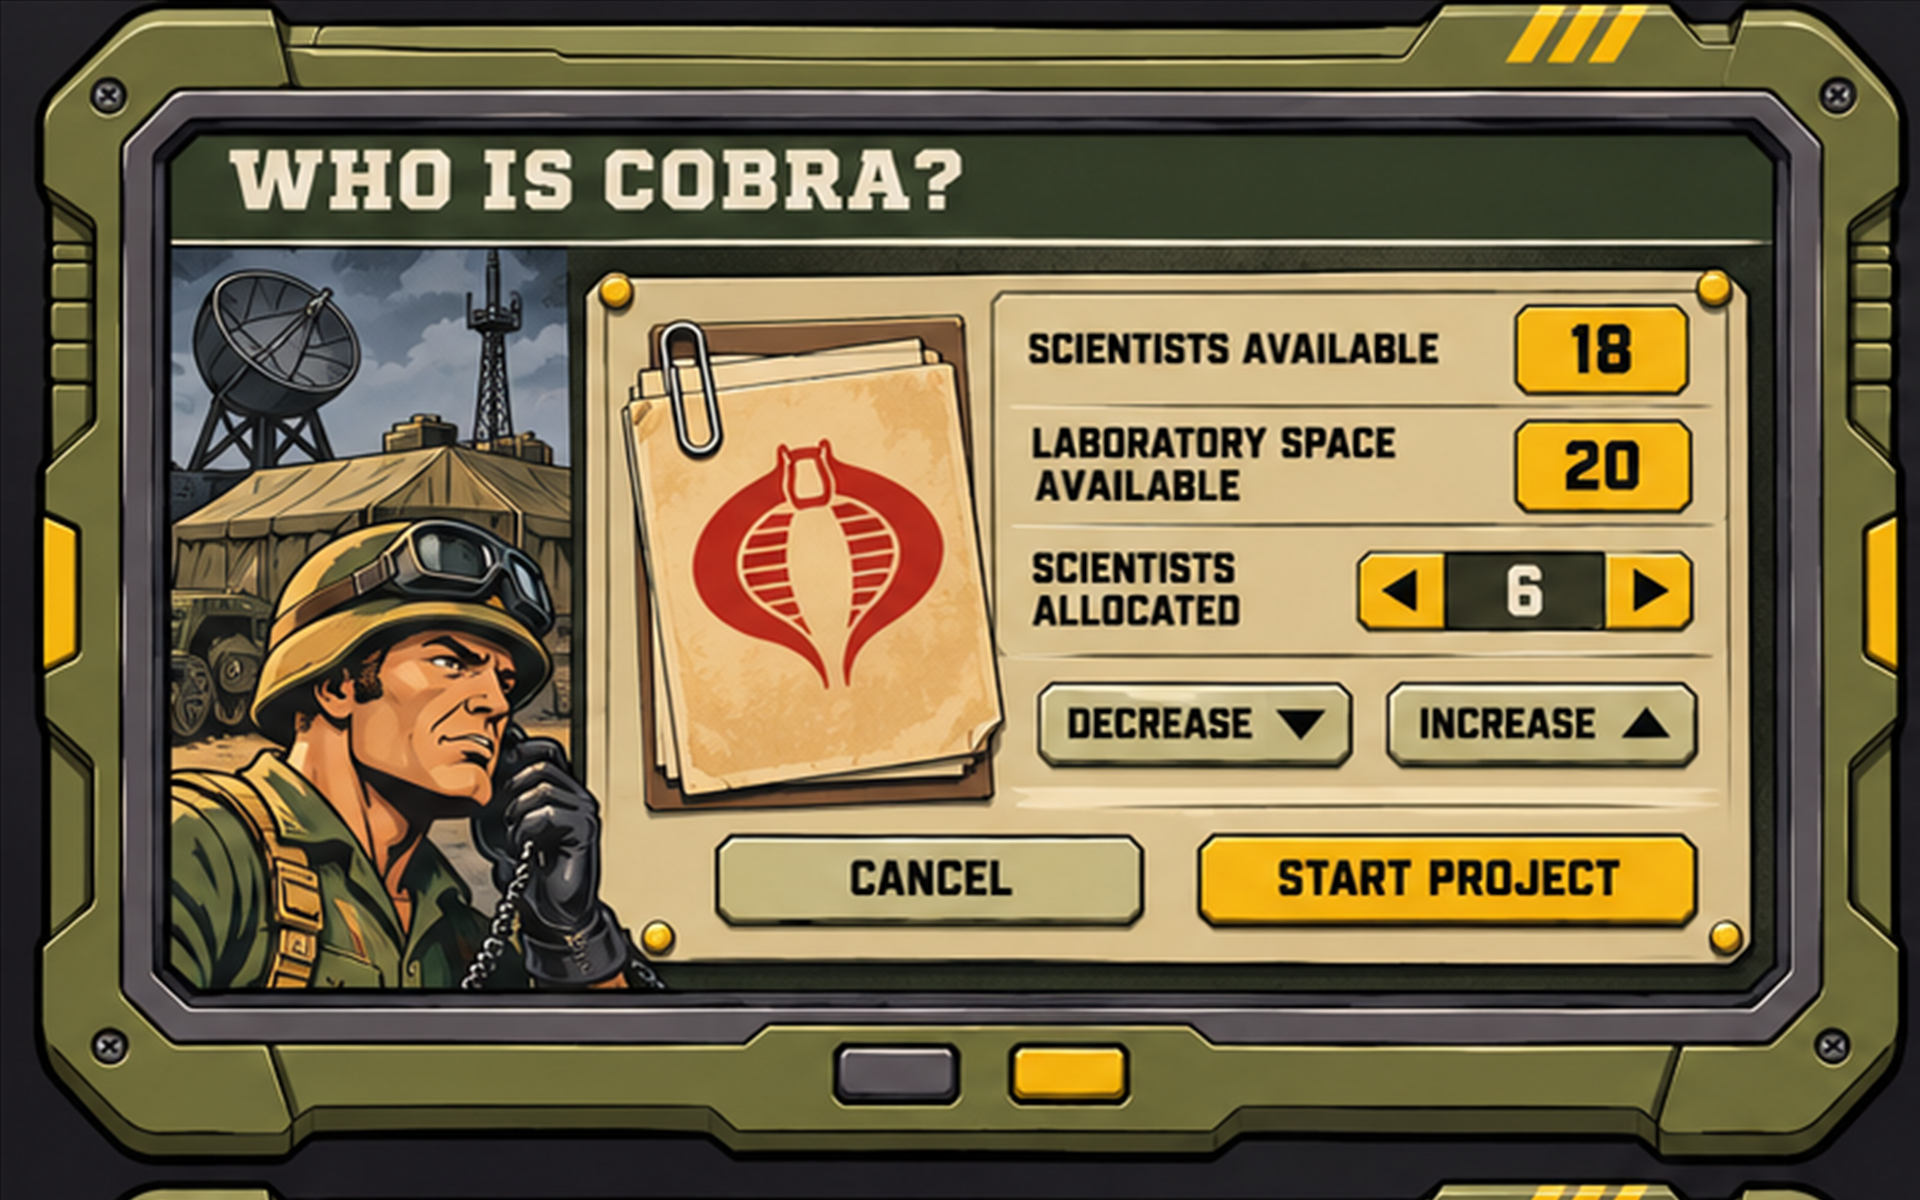 WHO IS COBRA?
SCIENTISTS AVAILABLE
18
LABORATORY SPACE
AVAILABLE
20
SCIENTISTS
ALLOCATED
6
DECREASE
INCREASE
CANCEL
START PROJECT